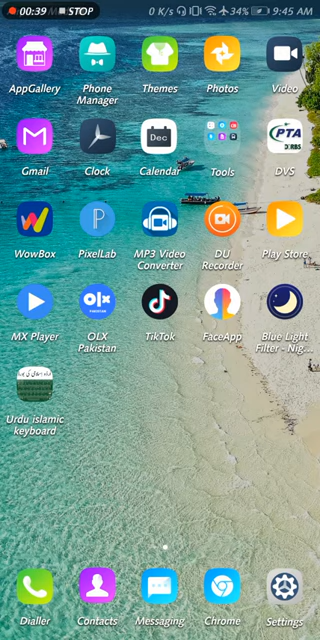 00:39 STOP 0 K/s 34% 9:45 AM
AppGallery Phone Manager Themes Photos Video
Dec
PTA
DIRBS
Gmail Clock Calendar Tools DVS
WowBox PixelLab MP3 Video Converter DU Recorder Play Store
OLX
PAKISTAN
MX Player OLX Pakistan TikTok FaceApp Blue Light Filter - Nig...
Urdu islamic keyboard
Dialler Contacts Messaging Chrome Settings